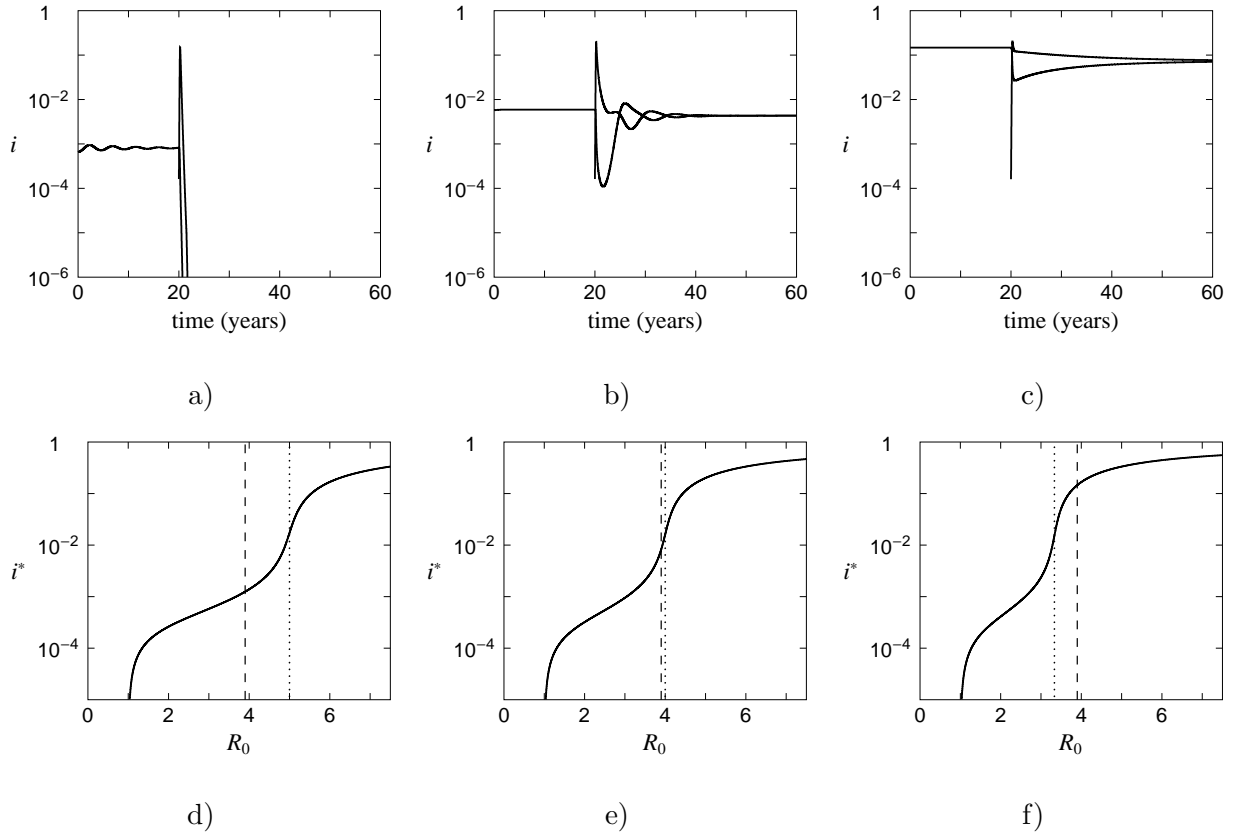 1 1 1
10−2 10−2 10−2
i i i
10−4 10−4 10−4
10−6 10−6 10−6
0 20 40 60 0 20 40 60 0 20 40 60
time (years) time (years) time (years)
a) b) c)
1 1 1
10−2 10−2 10−2
i* i* i*
10−4 10−4 10−4
0 2 4 6 0 2 4 6 0 2 4 6
R0 R0 R0
d) e) f)